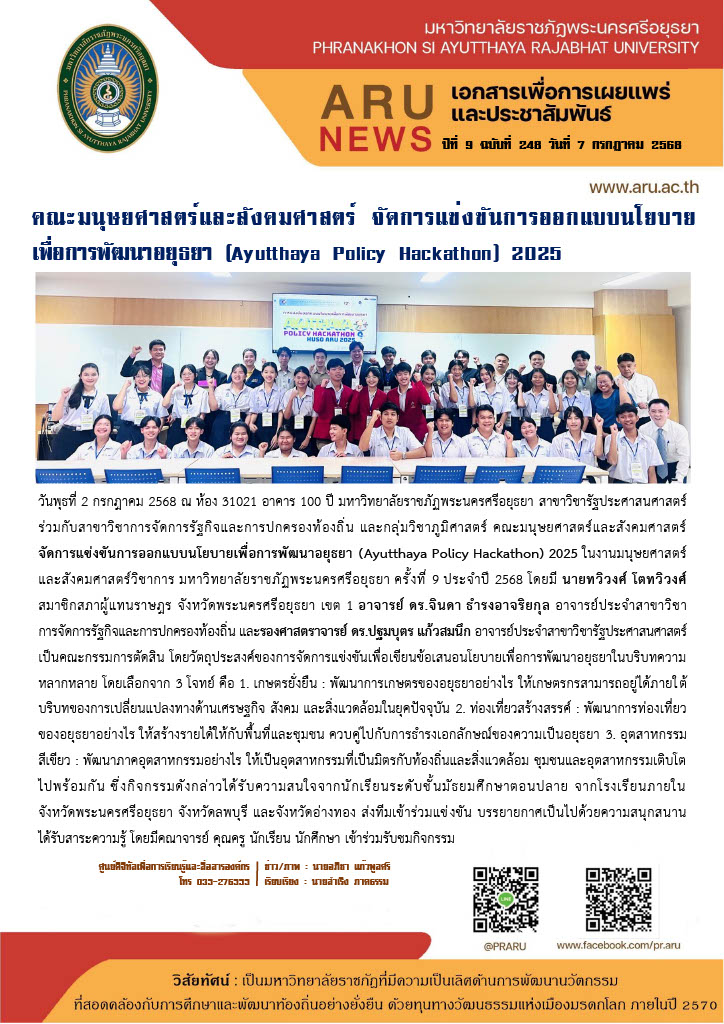 มหาวิทยาลัยราชภัฏพระนครศรีอยุธยา
PHRANAKHON SI AYUTTHAYA RAJABHAT UNIVERSITY
มหาวิทยาลัยราชภัฏพระนครศรีอยุธยา
PHRANAKHON SI AYUTTHAYA RAJABHAT UNIVERSITY
ARU
NEWS
เอกสารเพื่อการเผยแพร่
และประชาสัมพันธ์
ปีที่ 9 ฉบับที่ 248 วันที่ 7 กรกฎาคม 2568
www.aru.ac.th
คณะมนุษยศาสตร์และสังคมศาสตร์ จัดการแข่งขันการออกแบบนโยบาย
เพื่อการพัฒนาอยุธยา (Ayutthaya Policy Hackathon) 2025
AYUTTHAYA
POLICY HACKATHON
HUSO ARU 2025
วันพุธที่ 2 กรกฎาคม 2568 ณ ห้อง 31021 อาคาร 100 ปี มหาวิทยาลัยราชภัฏพระนครศรีอยุธยา สาขาวิชารัฐประศาสนศาสตร์
ร่วมกับสาขาวิชาการจัดการรัฐกิจและการปกครองท้องถิ่น และกลุ่มวิชาภูมิศาสตร์ คณะมนุษยศาสตร์และสังคมศาสตร์
จัดการแข่งขันการออกแบบนโยบายเพื่อการพัฒนาอยุธยา (Ayutthaya Policy Hackathon) 2025 ในงานมนุษยศาสตร์
และสังคมศาสตร์วิชาการ มหาวิทยาลัยราชภัฏพระนครศรีอยุธยา ครั้งที่ 9 ประจำปี 2568 โดยมี นายทวิวงศ์ โตทวิวงศ์
สมาชิกสภาผู้แทนราษฎร จังหวัดพระนครศรีอยุธยา เขต 1 อาจารย์ ดร.จินดา ธำรงอาจริยกุล อาจารย์ประจำสาขาวิชา
การจัดการรัฐกิจและการปกครองท้องถิ่น และรองศาสตราจารย์ ดร.ปฐมบุตร แก้วสมนึก อาจารย์ประจำสาขาวิชารัฐประศาสนศาสตร์
เป็นคณะกรรมการตัดสิน โดยวัตถุประสงค์ของการจัดการแข่งขันเพื่อเขียนข้อเสนอนโยบายเพื่อการพัฒนาอยุธยาในบริบทความ
หลากหลาย โดยเลือกจาก 3 โจทย์ คือ 1. เกษตรยั่งยืน : พัฒนาการเกษตรของอยุธยาอย่างไร ให้เกษตรกรสามารถอยู่ได้ภายใต้
บริบทของการเปลี่ยนแปลงทางด้านเศรษฐกิจ สังคม และสิ่งแวดล้อมในยุคปัจจุบัน 2. ท่องเที่ยวสร้างสรรค์ : พัฒนาการท่องเที่ยว
ของอยุธยาอย่างไร ให้สร้างรายได้ให้กับพื้นที่และชุมชน ควบคู่ไปกับการธำรงเอกลักษณ์ของความเป็นอยุธยา 3. อุตสาหกรรม
สีเขียว : พัฒนาภาคอุตสาหกรรมอย่างไร ให้เป็นอุตสาหกรรมที่เป็นมิตรกับท้องถิ่นและสิ่งแวดล้อม ชุมชนและอุตสาหกรรมเติบโต
ไปพร้อมกัน ซึ่งกิจกรรมดังกล่าวได้รับความสนใจจากนักเรียนระดับชั้นมัธยมศึกษาตอนปลาย จากโรงเรียนภายใน
จังหวัดพระนครศรีอยุธยา จังหวัดลพบุรี และจังหวัดอ่างทอง ส่งทีมเข้าร่วมแข่งขัน บรรยายกาศเป็นไปด้วยความสนุกสนาน
ได้รับสาระความรู้ โดยมีคณาจารย์ คุณครู นักเรียน นักศึกษา เข้าร่วมรับชมกิจกรรม
ศูนย์ดิจิทัลเพื่อการเรียนรู้และสื่อสารองค์กร | ข่าว/ภาพ : นายอภิชา แก้วพูลศรี
โทร 035-276555 | เรียบเรียง : นายสำเริง ภาคธรรม
LINE
@PRARU
www.facebook.com/pr.aru
วิสัยทัศน์ : เป็นมหาวิทยาลัยราชภัฏที่มีความเป็นเลิศด้านการพัฒนานวัตกรรม
ที่สอดคล้องกับการศึกษาและพัฒนาท้องถิ่นอย่างยั่งยืน ด้วยทุนทางวัฒนธรรมแห่งเมืองมรดกโลก ภายในปี 2570